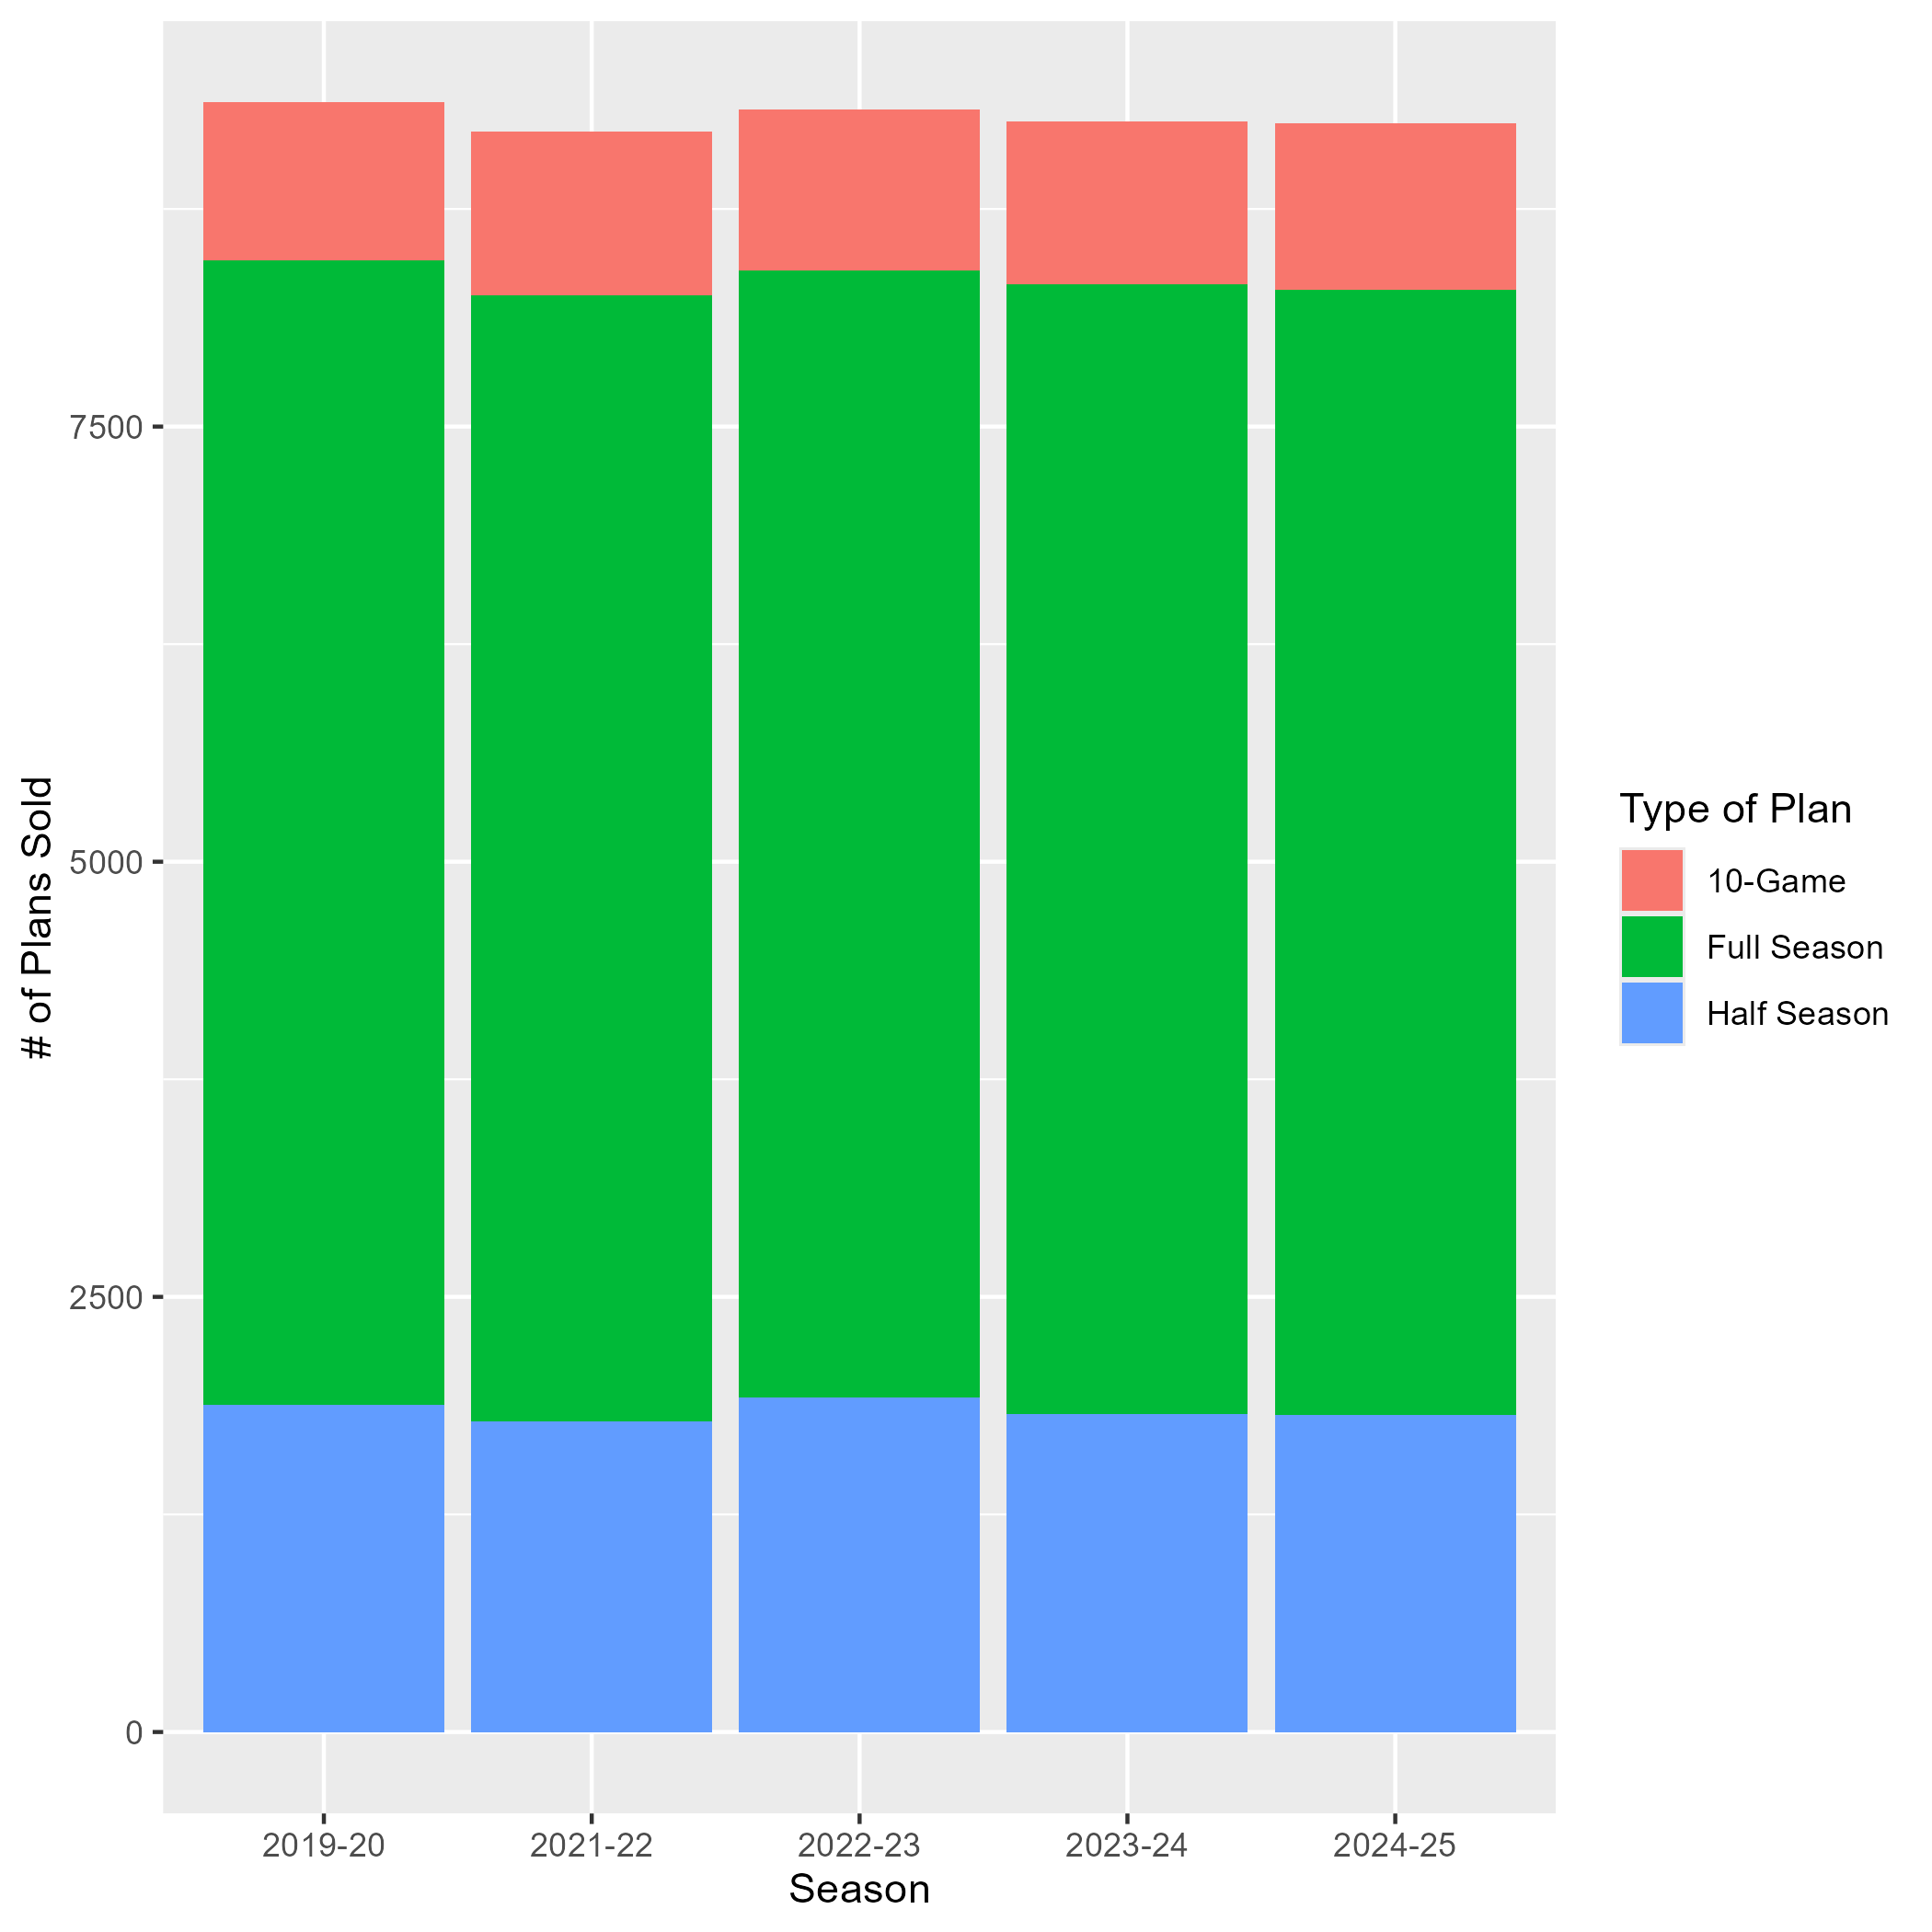 # of Plans Sold
7500
5000
2500
0
2019-20
2021-22
2022-23
2023-24
2024-25
Season
Type of Plan
10-Game
Full Season
Half Season